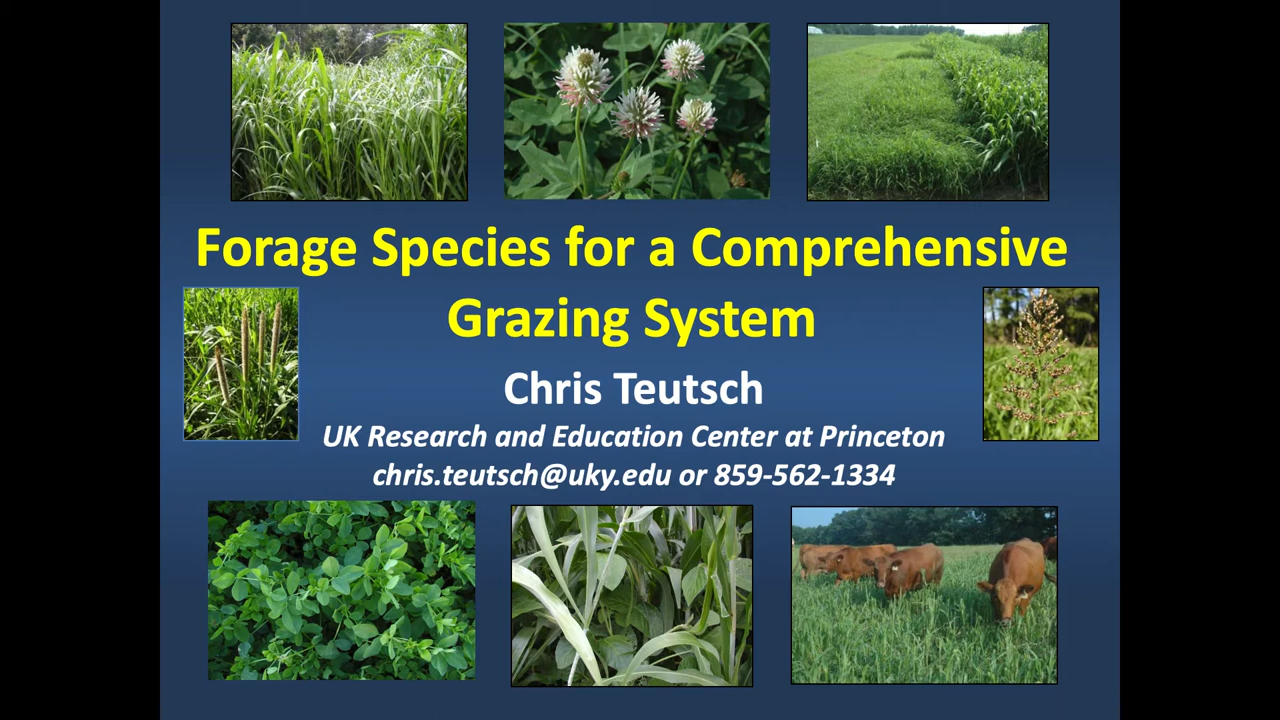 Forage Species for a Comprehensive
Grazing System
Chris Teutsch
UK Research and Education Center at Princeton
chris.teutsch@uky.edu or 859-562-1334